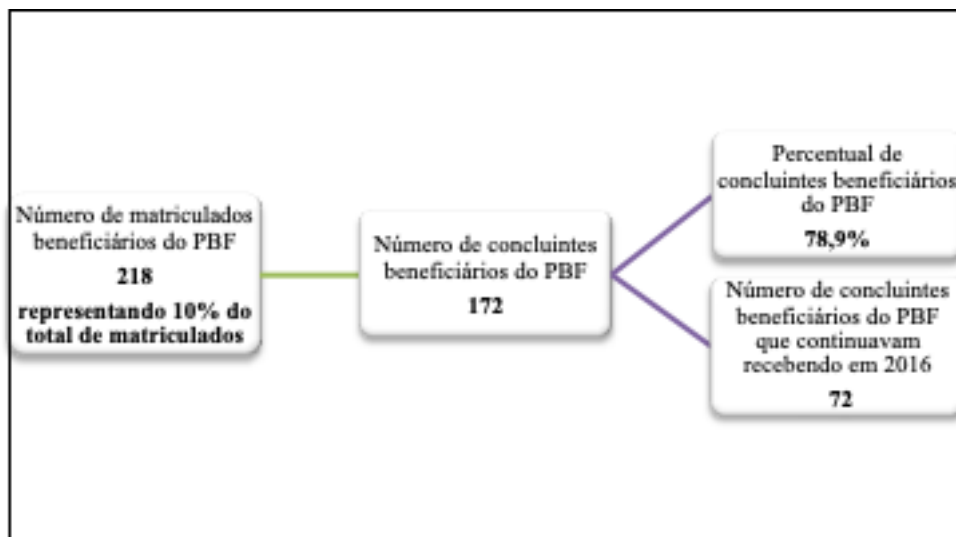 Número de matriculados
beneficiários do PBF
218
representando 10% do
total de matriculados
Número de concluintes
beneficiários do PBF
172
Percentual de
concluintes beneficiários
do PBF
78,9%
Número de concluintes
beneficiários do PBF
que continuavam
recebendo em 2016
72